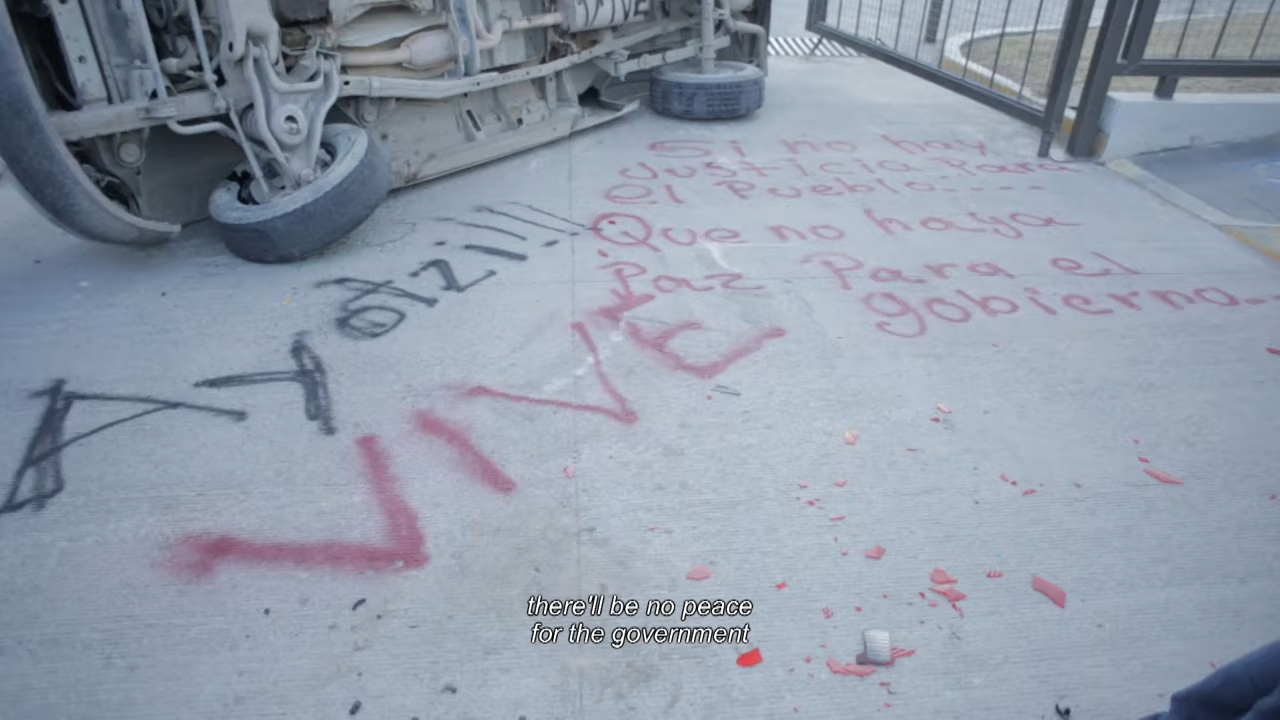 Si no hay
Justicia Para
el Pueblo.....
Que no haya
Paz Para el
gobierno..
AYOtzi!!!!
VIVE
there'll be no peace
for the government